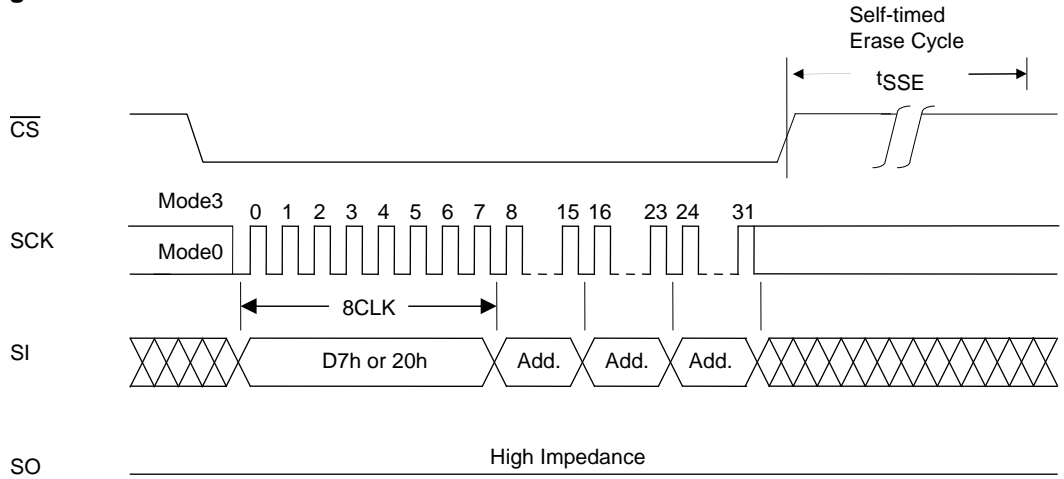 Self-timed
Erase Cycle
tSSE
CS
Mode3
0 1 2 3 4 5 6 7 8 15 16 23 24 31
SCK
Mode0
8CLK
SI
D7h or 20h Add. Add. Add.
High Impedance
SO